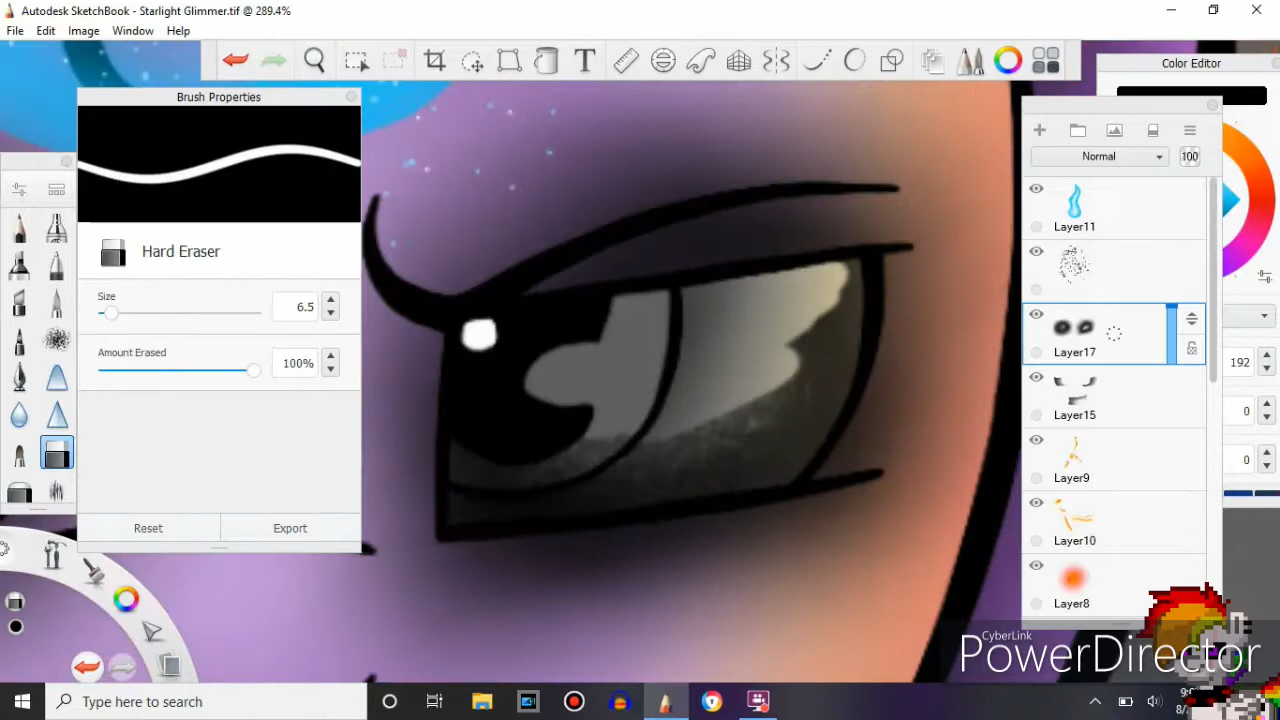 Autodesk SketchBook - Starlight Glimmer.tif @ 289.4%
File Edit Image Window Help
Brush Properties
Hard Eraser
Size
6.5
Amount Erased
100%
Reset Export
Color Editor
Normal 100
Layer11
Layer17
Layer15
Layer9
Layer10
Layer8
192
0
0
CyberLink
PowerDirector
Type here to search